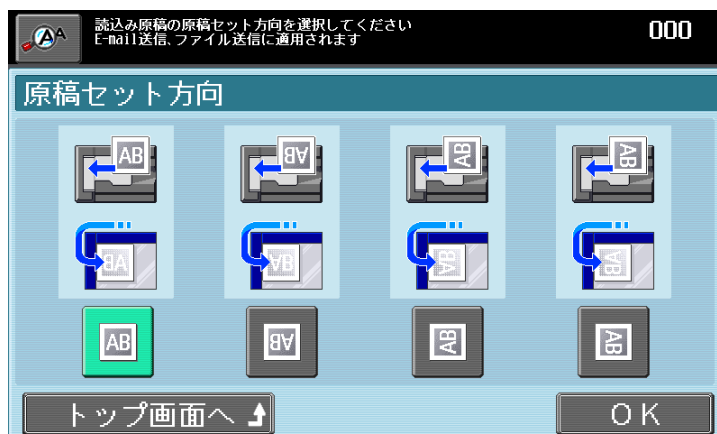 読込み原稿の原稿セット方向を選択してください
E-mail送信、ファイル送信に適用されます
000
原稿セット方向
AB AB AB AB
AB AB AB AB
AB AB AB AB
トップ画面へ
OK